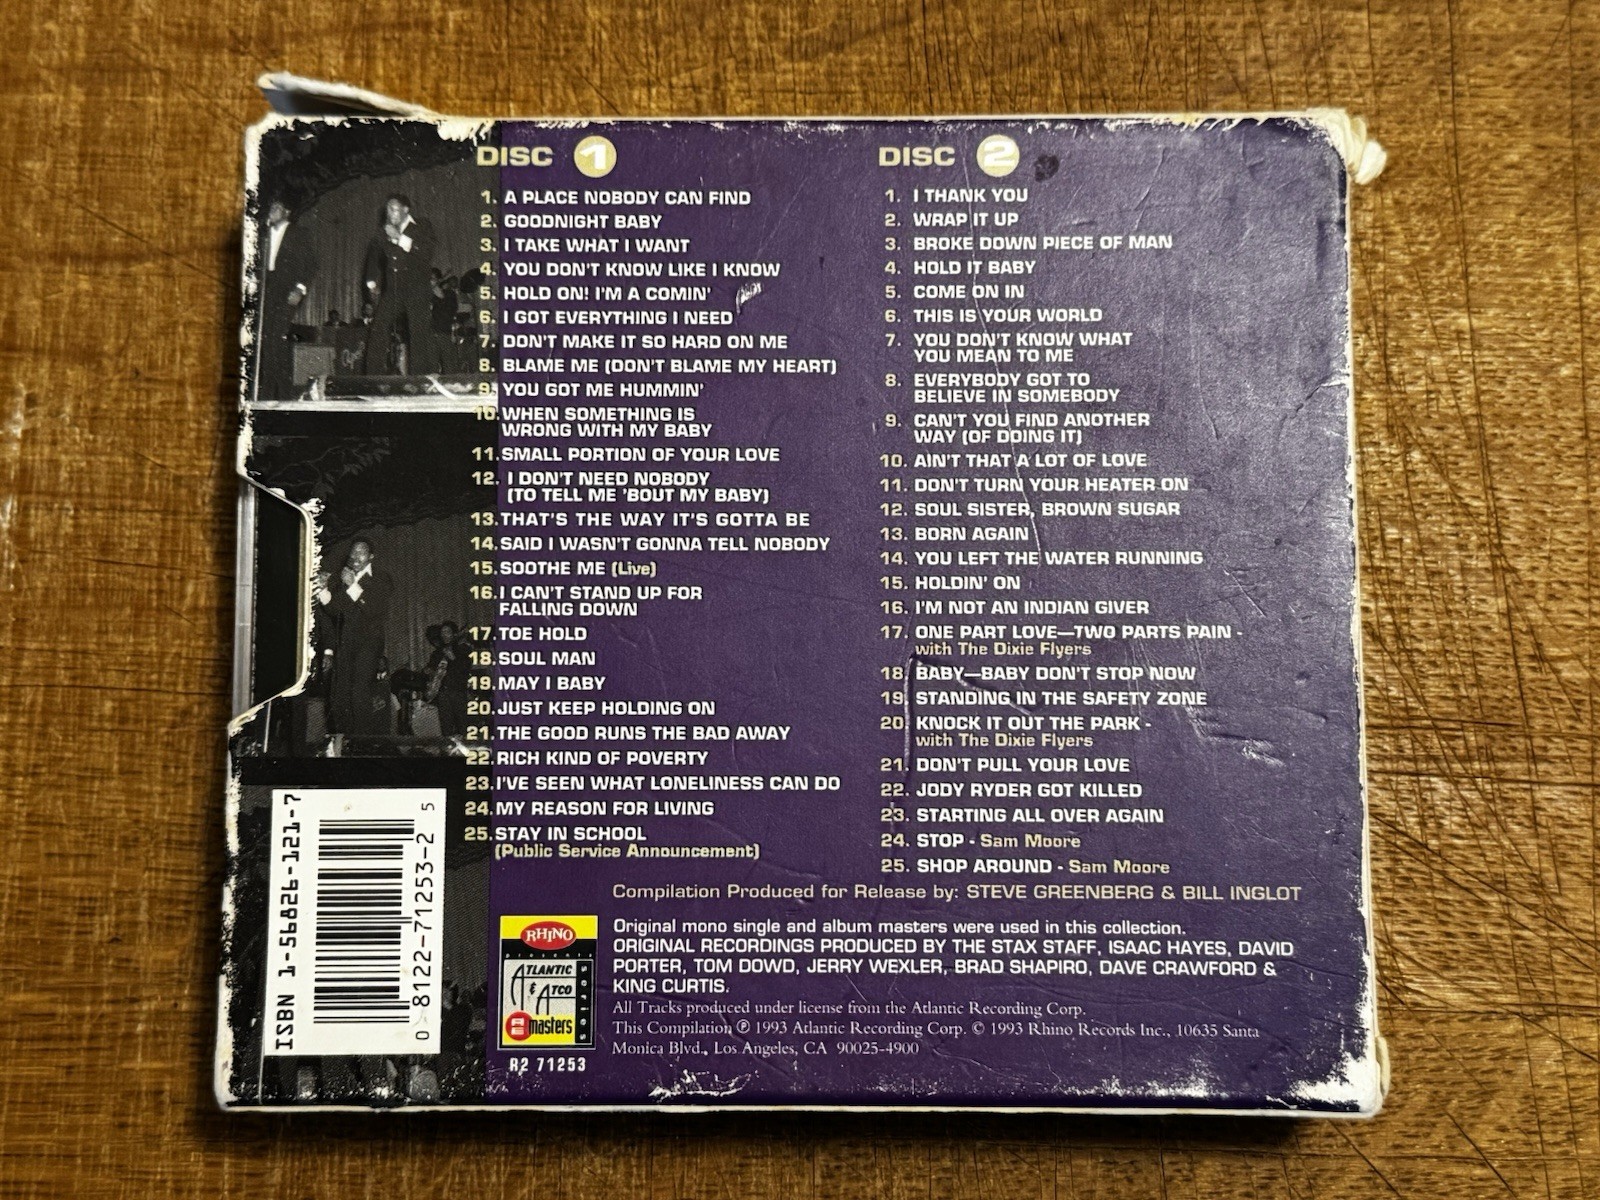 DISC 1
1. A PLACE NOBODY CAN FIND
2. GOODNIGHT BABY
3. I TAKE WHAT I WANT
4. YOU DON'T KNOW LIKE I KNOW
5. HOLD ON! I'M A COMIN'
6. I GOT EVERYTHING I NEED
7. DON'T MAKE IT SO HARD ON ME
8. BLAME ME (DON'T BLAME MY HEART)
9. YOU GOT ME HUMMIN'
10. WHEN SOMETHING IS
WRONG WITH MY BABY
11. SMALL PORTION OF YOUR LOVE
12. I DON'T NEED NOBODY
(TO TELL ME 'BOUT MY BABY)
13. THAT'S THE WAY IT'S GOTTA BE
14. SAID I WASN'T GONNA TELL NOBODY
15. SOOTHE ME (Live)
16. I CAN'T STAND UP FOR
FALLING DOWN
17. TOE HOLD
18. SOUL MAN
19. MAY I BABY
20. JUST KEEP HOLDING ON
21. THE GOOD RUNS THE BAD AWAY
22. RICH KIND OF POVERTY
23. I'VE SEEN WHAT LONELINESS CAN DO
24. MY REASON FOR LIVING
25. STAY IN SCHOOL
(Public Service Announcement)
DISC 2
1. I THANK YOU
2. WRAP IT UP
3. BROKE DOWN PIECE OF MAN
4. HOLD IT BABY
5. COME ON IN
6. THIS IS YOUR WORLD
7. YOU DON'T KNOW WHAT
YOU MEAN TO ME
8. EVERYBODY GOT TO
BELIEVE IN SOMEBODY
9. CAN'T YOU FIND ANOTHER
WAY (OF DOING IT)
10. AIN'T THAT A LOT OF LOVE
11. DON'T TURN YOUR HEATER ON
12. SOUL SISTER, BROWN SUGAR
13. BORN AGAIN
14. YOU LEFT THE WATER RUNNING
15. HOLDIN' ON
16. I'M NOT AN INDIAN GIVER
17. ONE PART LOVE—TWO PARTS PAIN -
with The Dixie Flyers
18. BABY—BABY DON'T STOP NOW
19. STANDING IN THE SAFETY ZONE
20. KNOCK IT OUT THE PARK -
with The Dixie Flyers
21. DON'T PULL YOUR LOVE
22. JODY RYDER GOT KILLED
23. STARTING ALL OVER AGAIN
24. STOP - Sam Moore
25. SHOP AROUND - Sam Moore
Compilation Produced for Release by: STEVE GREENBERG & BILL INGLOT
Original mono single and album masters were used in this collection.
ORIGINAL RECORDINGS PRODUCED BY THE STAX STAFF, ISAAC HAYES, DAVID
PORTER, TOM DOWD, JERRY WEXLER, BRAD SHAPIRO, DAVE CRAWFORD &
KING CURTIS.
All Tracks produced under license from the Atlantic Recording Corp.
This Compilation ℗ 1993 Atlantic Recording Corp. © 1993 Rhino Records Inc., 10635 Santa
Monica Blvd., Los Angeles, CA 90025-4900
RHINO
presents
ATLANTIC
& ATCO
masters
series
R2 71253
ISBN 1-56826-121-7
0 8122-71253-2 5